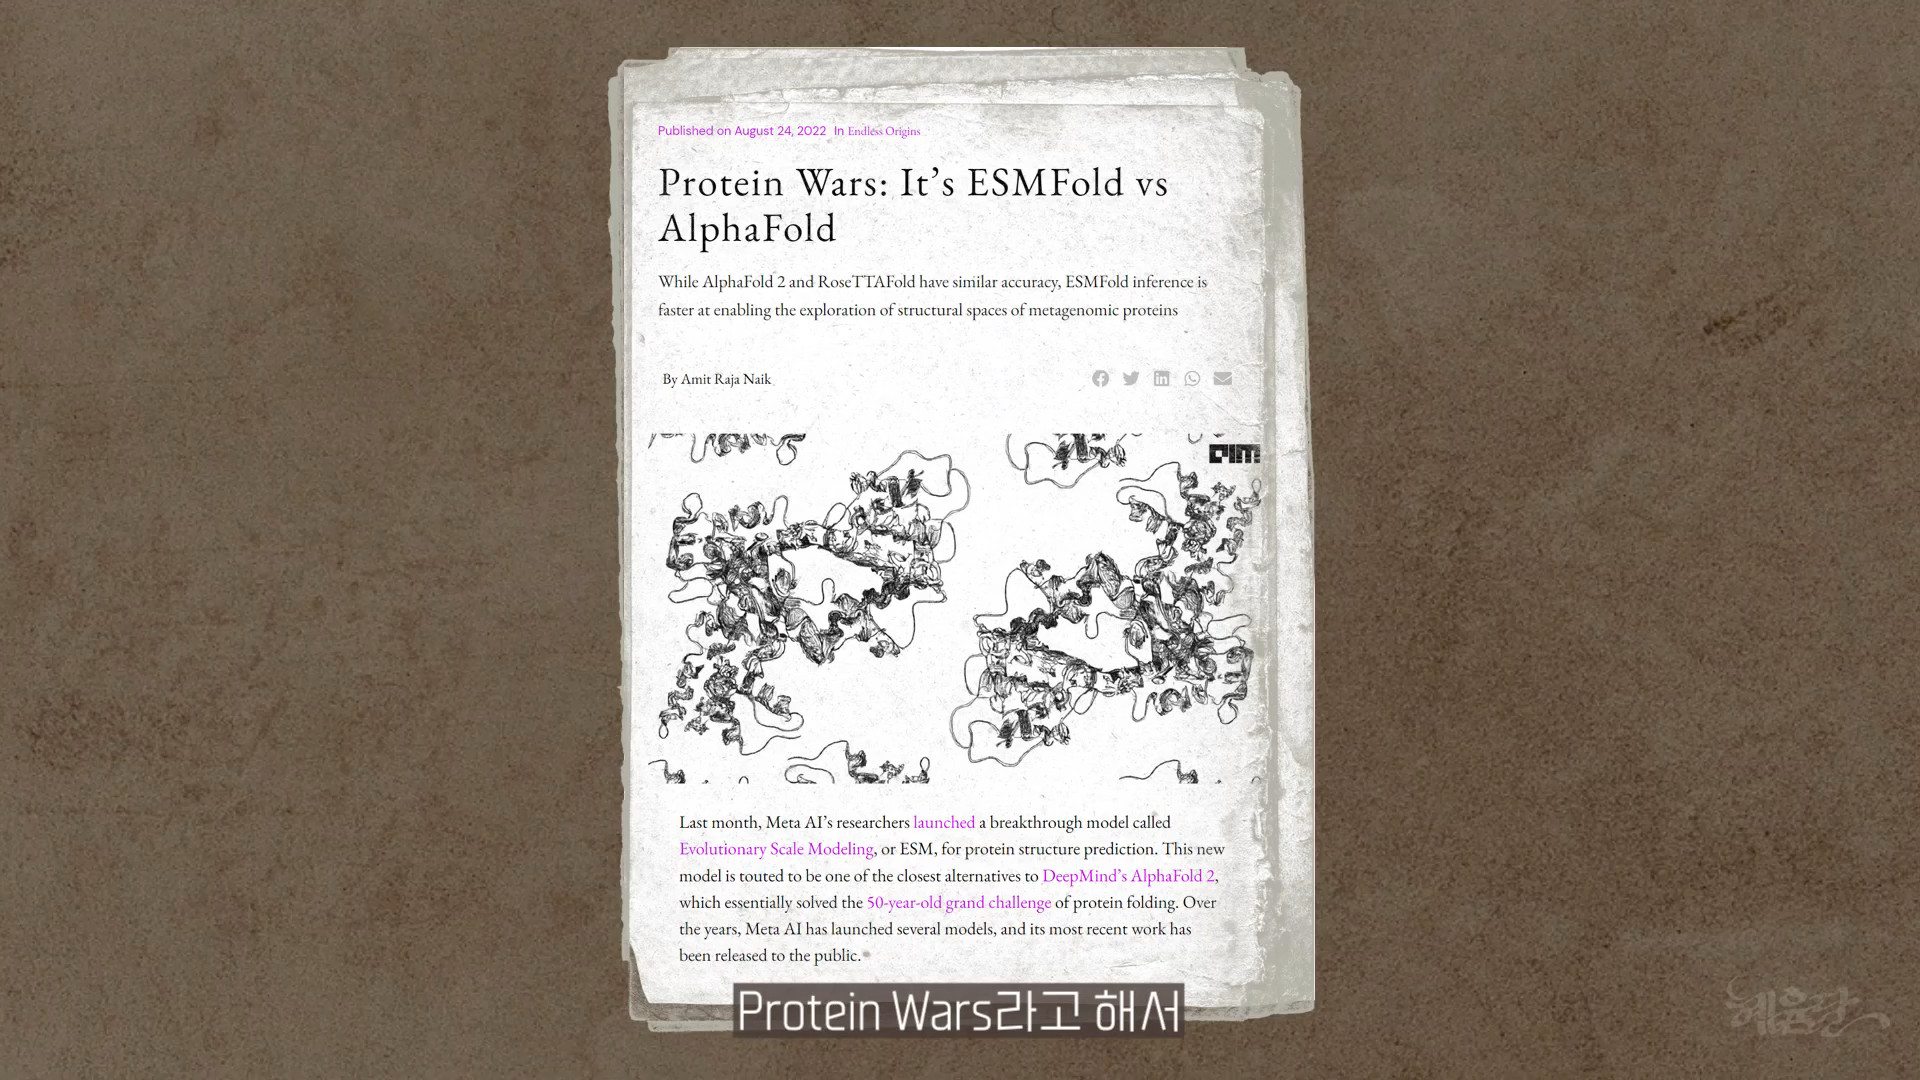 Published on August 24, 2022 In Endless Origins
Protein Wars: It’s ESMFold vs
AlphaFold
While AlphaFold 2 and RoseTTAFold have similar accuracy, ESMFold inference is
faster at enabling the exploration of structural spaces of metagenomic proteins
By Amit Raja Naik
AIM
Last month, Meta AI’s researchers launched a breakthrough model called
Evolutionary Scale Modeling, or ESM, for protein structure prediction. This new
model is touted to be one of the closest alternatives to DeepMind’s AlphaFold 2,
which essentially solved the 50-year-old grand challenge of protein folding. Over
the years, Meta AI has launched several models, and its most recent work has
been released to the public.
Protein Wars라고 해서
혜윰달